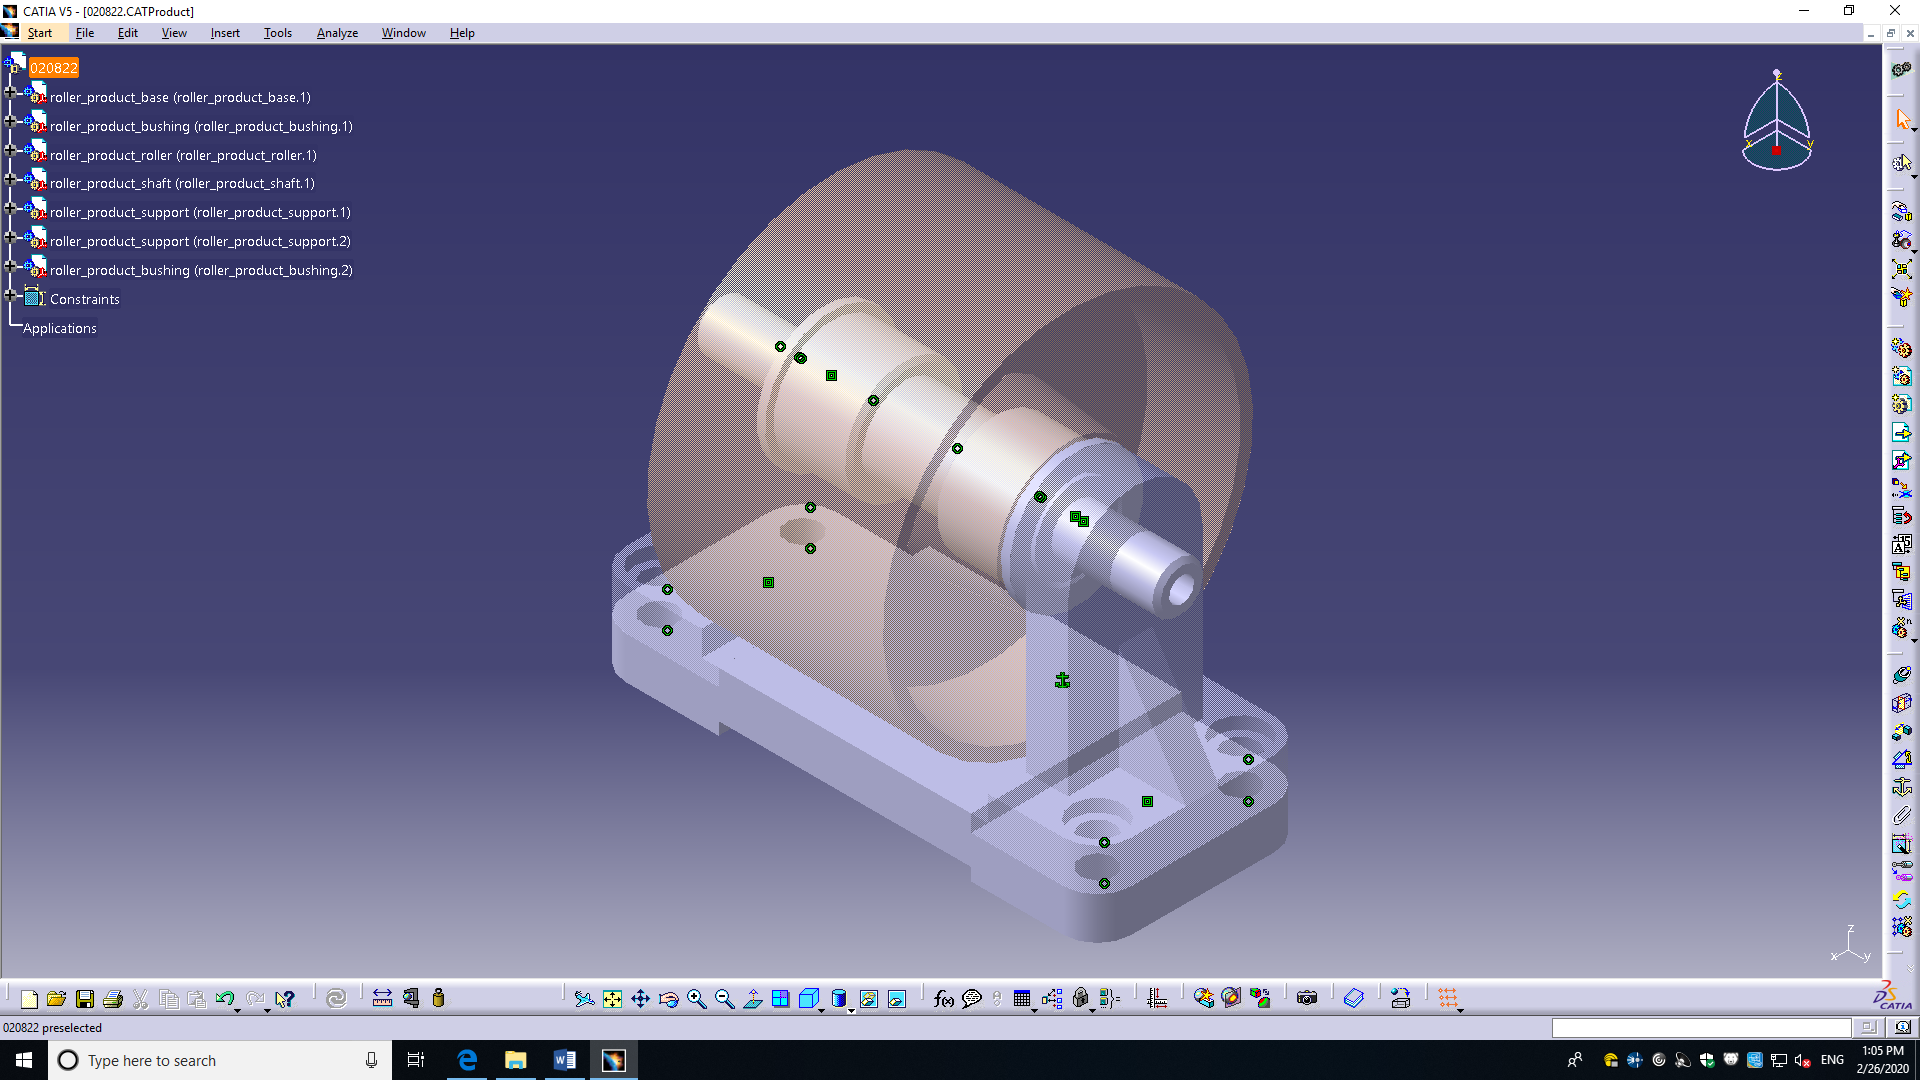 CATIA V5 - [020822.CATProduct]
Start File Edit View Insert Tools Analyze Window Help
020822
roller_product_base (roller_product_base.1)
roller_product_bushing (roller_product_bushing.1)
roller_product_roller (roller_product_roller.1)
roller_product_shaft (roller_product_shaft.1)
roller_product_support (roller_product_support.1)
roller_product_support (roller_product_support.2)
roller_product_bushing (roller_product_bushing.2)
Constraints
Applications
z
x y
z
x y
f(x)
CATIA
020822 preselected
Type here to search
ENG
1:05 PM
2/26/2020